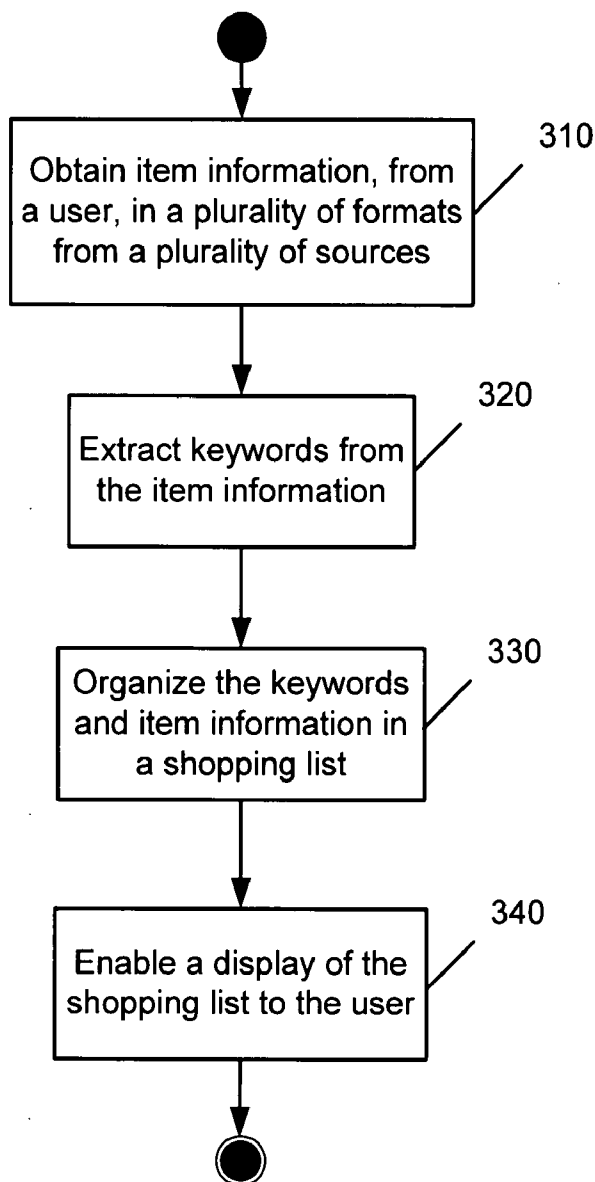 310
Obtain item information, from
a user, in a plurality of formats
from a plurality of sources
320
Extract keywords from
the item information
330
Organize the keywords
and item information in
a shopping list
340
Enable a display of the
shopping list to the user